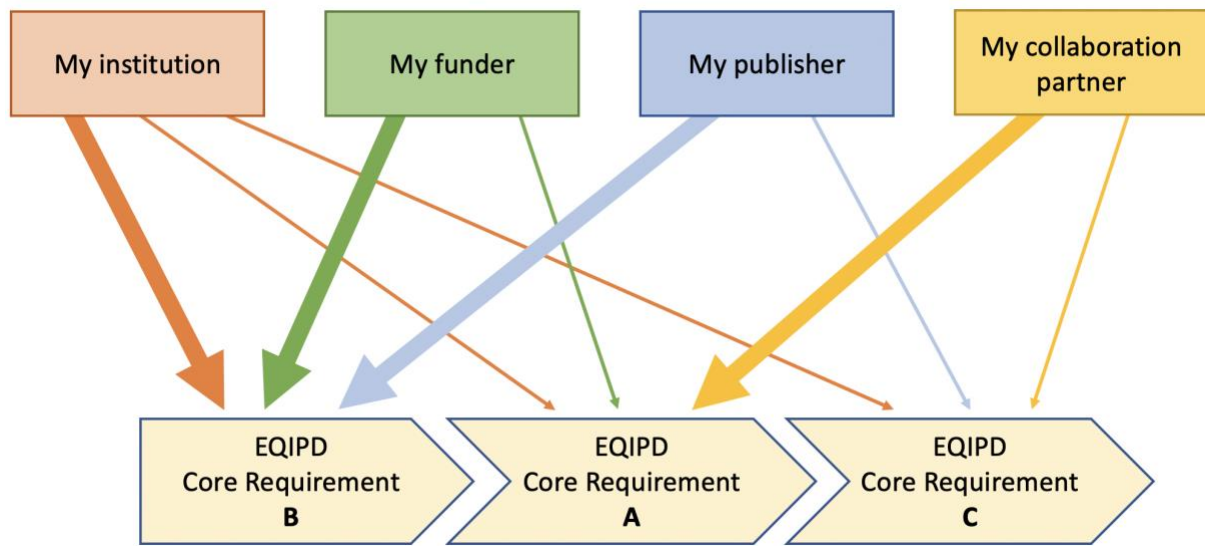 My institution
My funder
My publisher
My collaboration
partner
EQIPD
Core Requirement
B
EQIPD
Core Requirement
A
EQIPD
Core Requirement
C